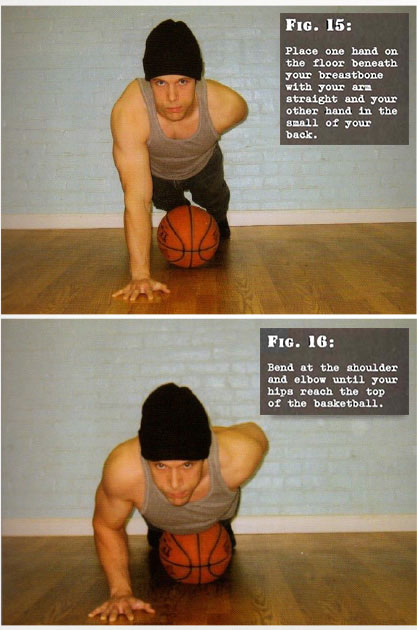 FIG. 15:
Place one hand on
the floor beneath
your breastbone
with your arm
straight and your
other hand in the
small of your
back.
FIG. 16:
Bend at the shoulder
and elbow until your
hips reach the top
of the basketball.